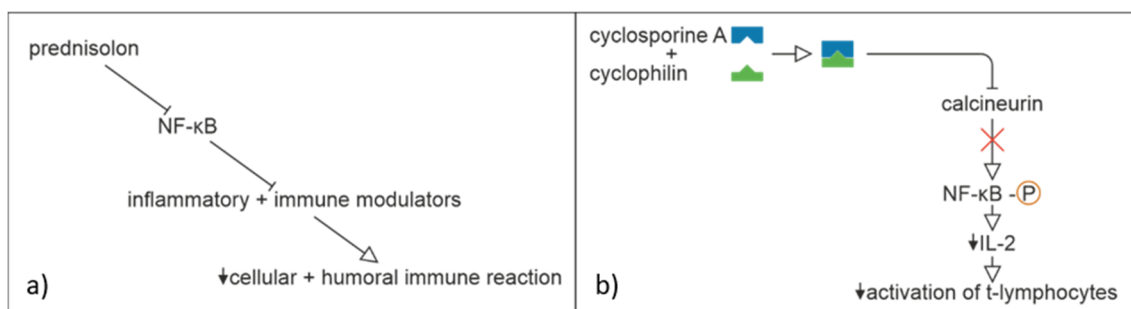 prednisolon
NF-κB
inflammatory + immune modulators
↓cellular + humoral immune reaction
a)
cyclosporine A
+
cyclophilin
calcineurin
NF-κB -P
↓IL-2
↓activation of t-lymphocytes
b)